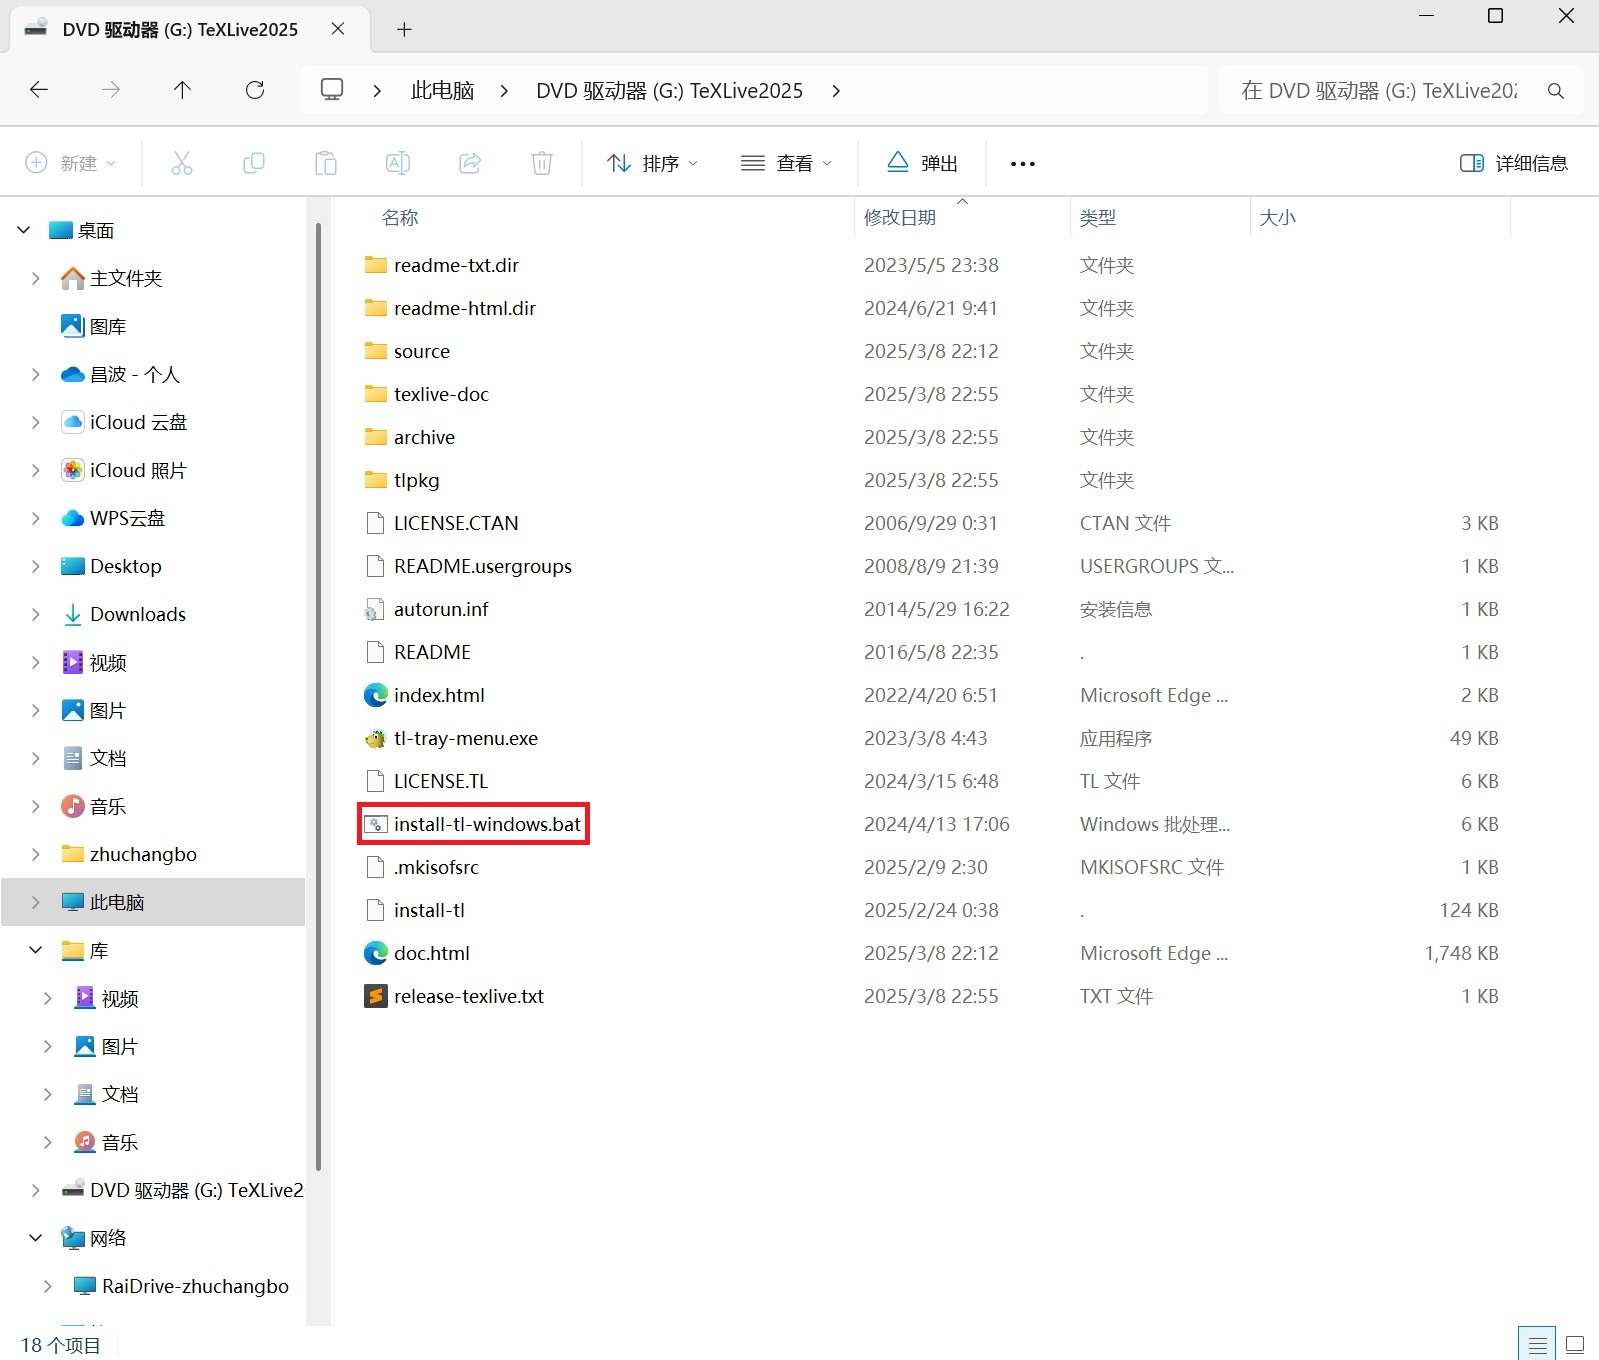 DVD 驱动器 (G:) TeXLive2025
此电脑 DVD 驱动器 (G:) TeXLive2025
在 DVD 驱动器 (G:) TeXLive202
新建 排序 查看 弹出 详细信息
桌面
主文件夹
图库
昌波 - 个人
iCloud 云盘
iCloud 照片
WPS云盘
Desktop
Downloads
视频
图片
文档
音乐
zhuchangbo
此电脑
库
视频
图片
文档
音乐
DVD 驱动器 (G:) TeXLive2
网络
RaiDrive-zhuchangbo
名称 修改日期 类型 大小
readme-txt.dir 2023/5/5 23:38 文件夹
readme-html.dir 2024/6/21 9:41 文件夹
source 2025/3/8 22:12 文件夹
texlive-doc 2025/3/8 22:55 文件夹
archive 2025/3/8 22:55 文件夹
tlpkg 2025/3/8 22:55 文件夹
LICENSE.CTAN 2006/9/29 0:31 CTAN 文件 3 KB
README.usergroups 2008/8/9 21:39 USERGROUPS 文... 1 KB
autorun.inf 2014/5/29 16:22 安装信息 1 KB
README 2016/5/8 22:35 . 1 KB
index.html 2022/4/20 6:51 Microsoft Edge ... 2 KB
tl-tray-menu.exe 2023/3/8 4:43 应用程序 49 KB
LICENSE.TL 2024/3/15 6:48 TL 文件 6 KB
install-tl-windows.bat 2024/4/13 17:06 Windows 批处理... 6 KB
.mkisofsrc 2025/2/9 2:30 MKISOFSRC 文件 1 KB
install-tl 2025/2/24 0:38 . 124 KB
doc.html 2025/3/8 22:12 Microsoft Edge ... 1,748 KB
release-texlive.txt 2025/3/8 22:55 TXT 文件 1 KB
18 个项目